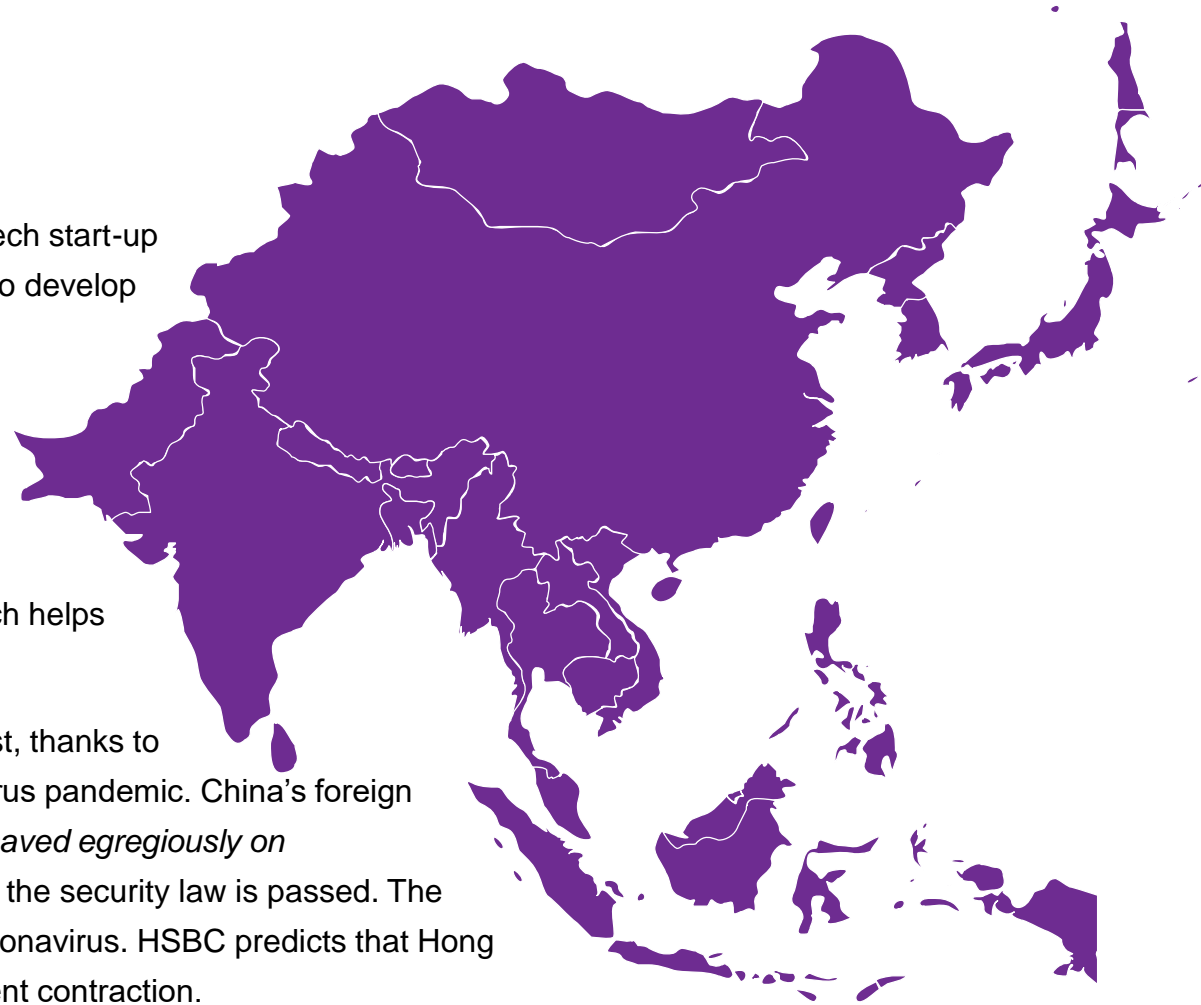 ech start-up
o develop
ch helps
st, thanks to
rus pandemic. China’s foreign
aved egregiously on
the security law is passed. The
onavirus. HSBC predicts that Hong
ent contraction.